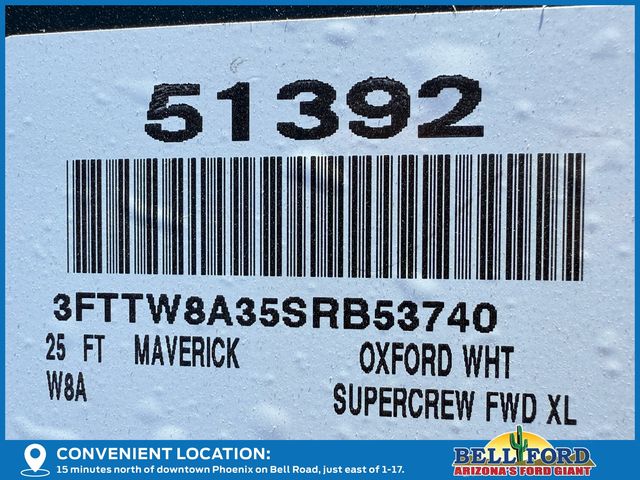 51392
3FTTW8A35SRB53740
25 FT MAVERICK OXFORD WHT
W8A SUPERCREW FWD XL
CONVENIENT LOCATION:
15 minutes north of downtown Phoenix on Bell Road, just east of 1-17.
BELL FORD
ARIZONA'S FORD GIANT